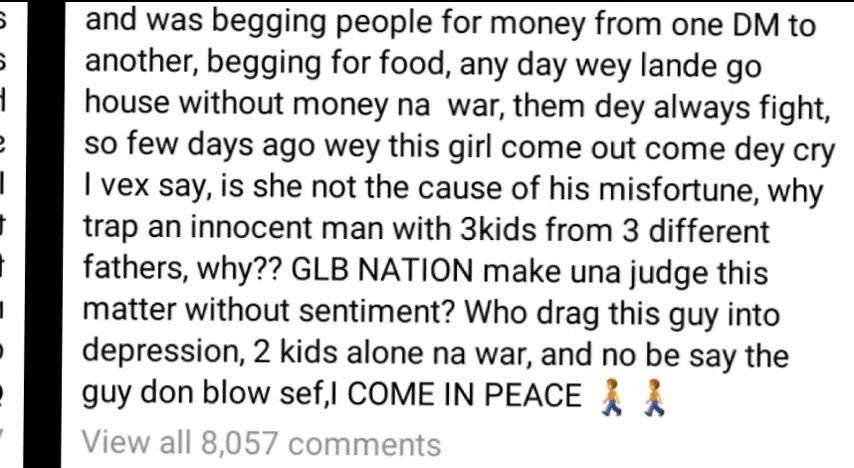 and was begging people for money from one DM to
another, begging for food, any day wey lande go
house without money na war, them dey always fight,
so few days ago wey this girl come out come dey cry
I vex say, is she not the cause of his misfortune, why
trap an innocent man with 3kids from 3 different
fathers, why?? GLB NATION make una judge this
matter without sentiment? Who drag this guy into
depression, 2 kids alone na war, and no be say the
guy don blow sef,I COME IN PEACE 🚶 🚶
View all 8,057 comments